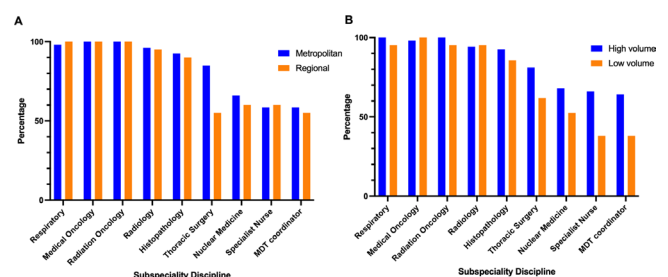 A
100
50
0
Percentage
Metropolitan
Regional
Respiratory
Medical Oncology
Radiation Oncology
Radiology
Histopathology
Thoracic Surgery
Nuclear Medicine
Specialist Nurse
MDT coordinator
Subspeciality Discipline
B
100
50
0
Percentage
High volume
Low volume
Respiratory
Medical Oncology
Radiation Oncology
Radiology
Histopathology
Thoracic Surgery
Nuclear Medicine
Specialist Nurse
MDT coordinator
Subspeciality Discipline